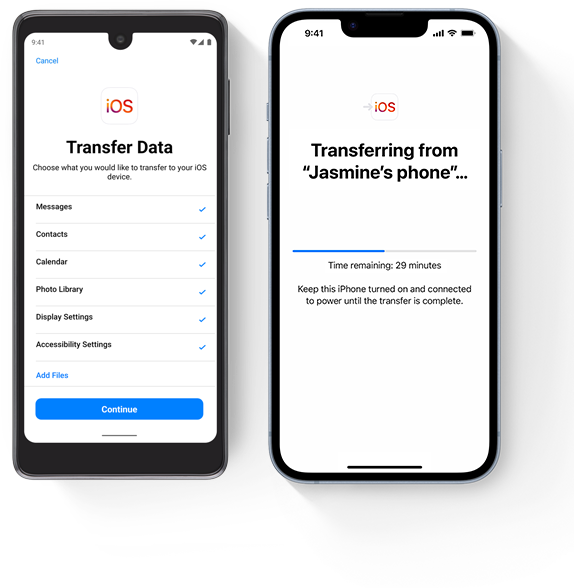 9:41
Cancel
iOS
Transfer Data
Choose what you would like to transfer to your iOS
device.
Messages
Contacts
Calendar
Photo Library
Display Settings
Accessibility Settings
Add Files
Continue
9:41
iOS
Transferring from
“Jasmine’s phone”...
Time remaining: 29 minutes
Keep this iPhone turned on and connected
to power until the transfer is complete.